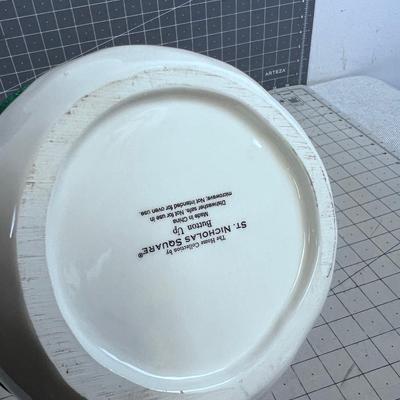 ARTEZA
The Home Collection by
ST. NICHOLAS SQUARE®
Button Up
Made in China
Dishwasher safe. Not for use in
microwave. Not intended for oven use.